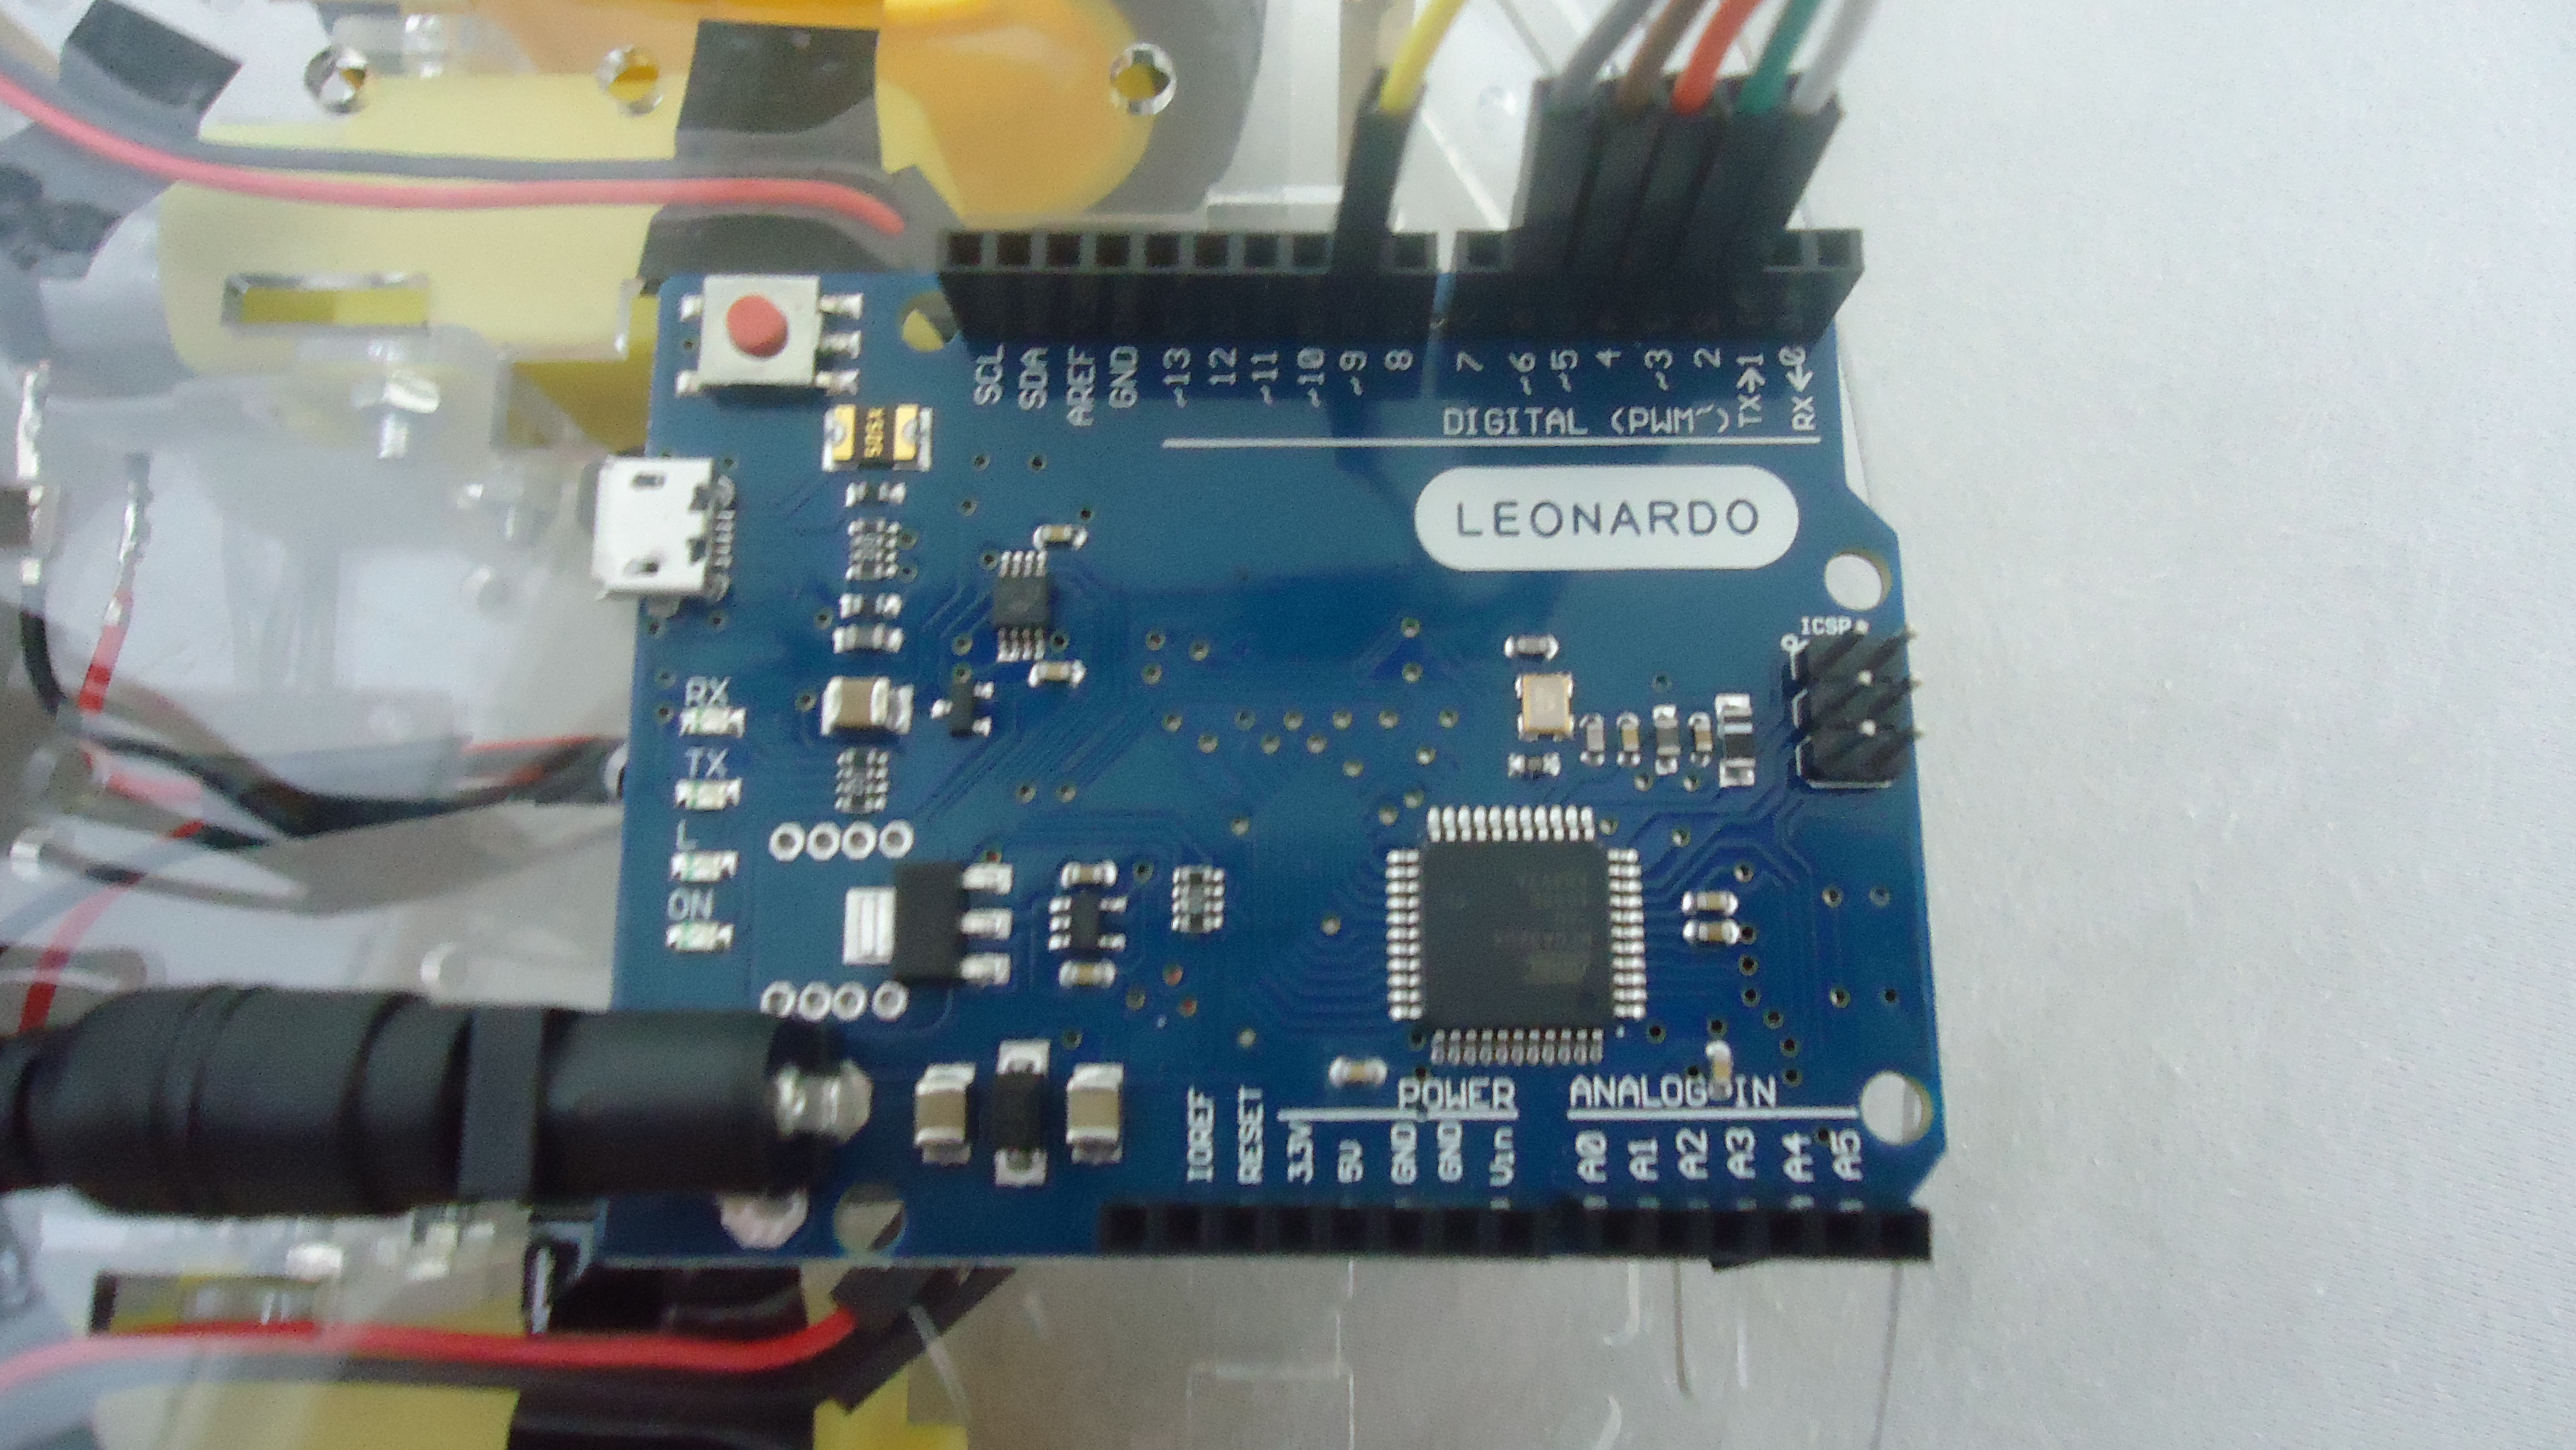 SCL
SDA
AREF
GND
~13
12
~11
~10
~9
8
7
~6
~5
4
~3
2
TX→1
RX←0
DIGITAL (PWM~)
LEONARDO
ICSP
RX
TX
L
ON
POWER
ANALOG IN
IOREF
RESET
3.3V
5V
GND
GND
Vin
A0
A1
A2
A3
A4
A5